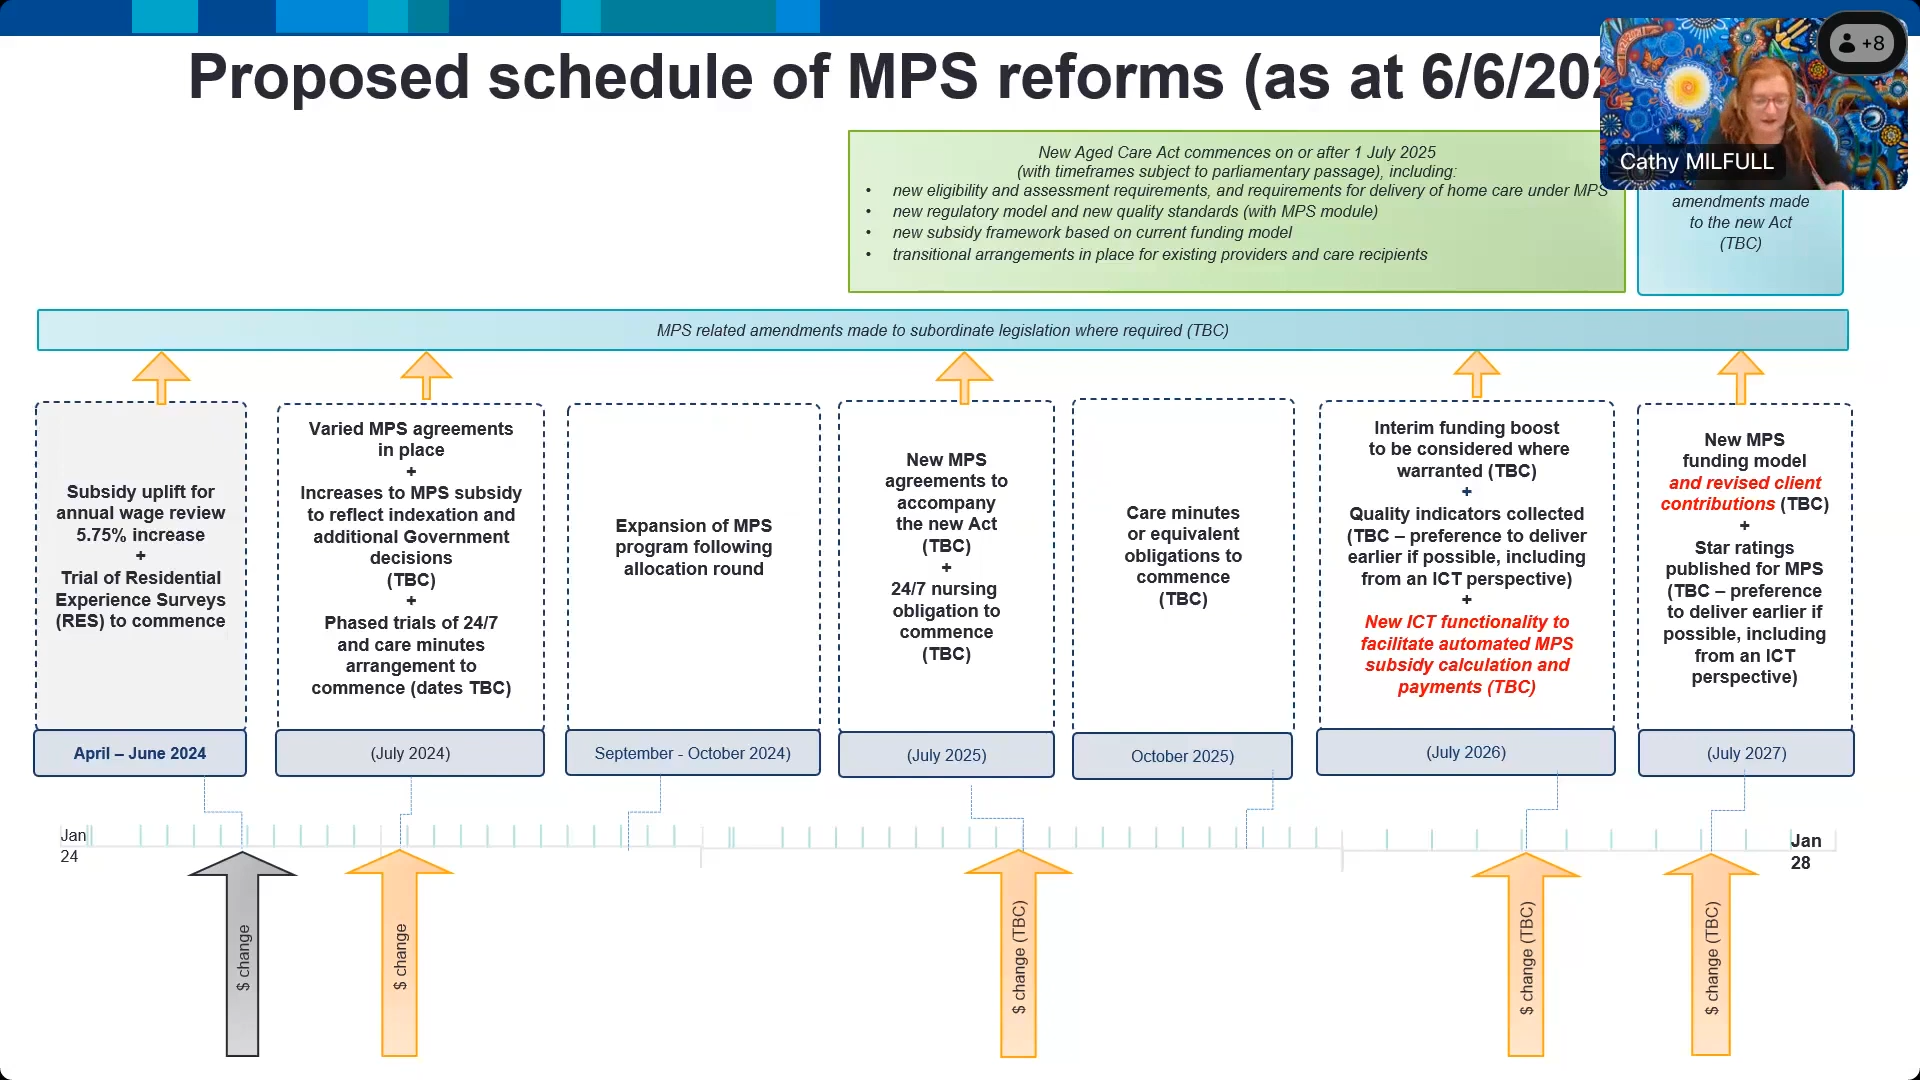 Proposed schedule of MPS reforms (as at 6/6/202
+8
Cathy MILFULL
New Aged Care Act commences on or after 1 July 2025
(with timeframes subject to parliamentary passage), including:
• new eligibility and assessment requirements, and requirements for delivery of home care under MPS
• new regulatory model and new quality standards (with MPS module)
• new subsidy framework based on current funding model
• transitional arrangements in place for existing providers and care recipients
amendments made
to the new Act
(TBC)
MPS related amendments made to subordinate legislation where required (TBC)
Subsidy uplift for
annual wage review
5.75% increase
+
Trial of Residential
Experience Surveys
(RES) to commence
April – June 2024
Varied MPS agreements
in place
+
Increases to MPS subsidy
to reflect indexation and
additional Government
decisions
(TBC)
+
Phased trials of 24/7
and care minutes
arrangement to
commence (dates TBC)
(July 2024)
Expansion of MPS
program following
allocation round
September - October 2024)
New MPS
agreements to
accompany
the new Act
(TBC)
+
24/7 nursing
obligation to
commence
(TBC)
(July 2025)
Care minutes
or equivalent
obligations to
commence
(TBC)
October 2025)
Interim funding boost
to be considered where
warranted (TBC)
+
Quality indicators collected
(TBC – preference to deliver
earlier if possible, including
from an ICT perspective)
+
New ICT functionality to
facilitate automated MPS
subsidy calculation and
payments (TBC)
(July 2026)
New MPS
funding model
and revised client
contributions (TBC)
+
Star ratings
published for MPS
(TBC – preference
to deliver earlier if
possible, including
from an ICT
perspective)
(July 2027)
Jan
24
Jan
28
$ change
$ change
$ change (TBC)
$ change (TBC)
$ change (TBC)